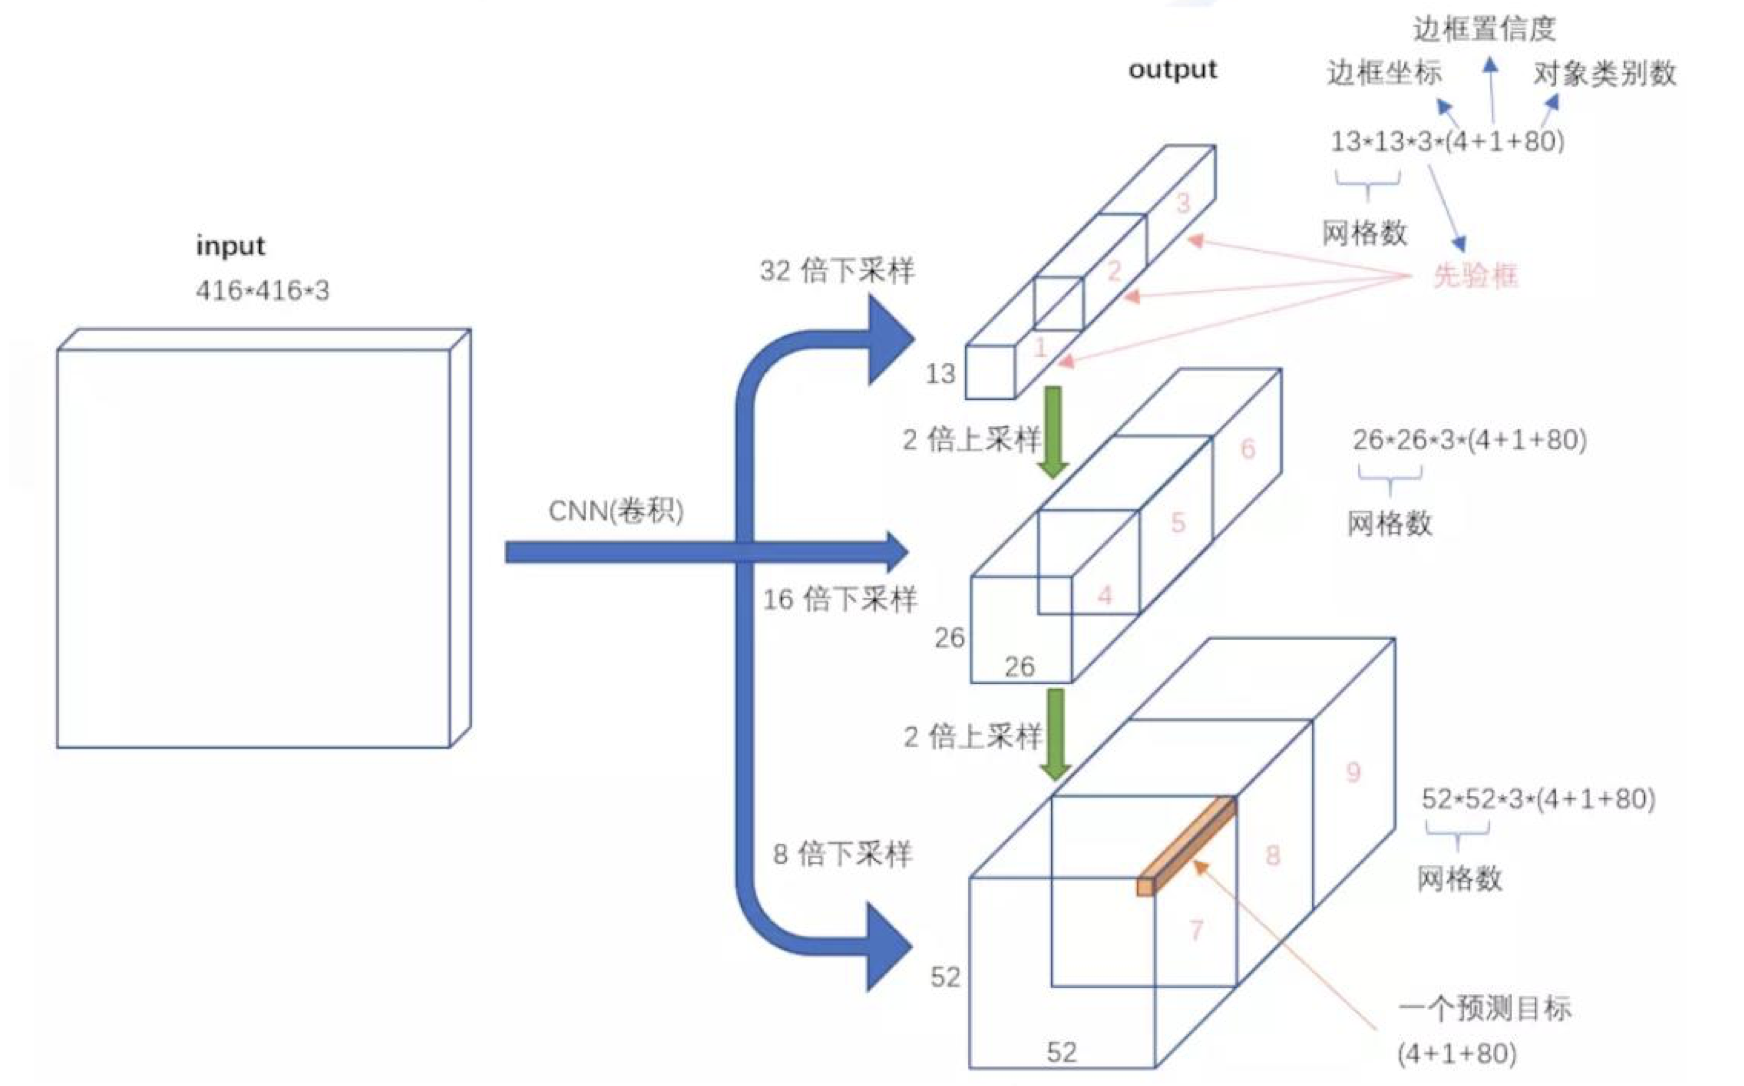 边框置信度
output
边框坐标
对象类别数
13*13*3*(4+1+80)
3
网格数
input
32 倍下采样
2
先验框
416*416*3
1
13
2 倍上采样
6
26*26*3*(4+1+80)
CNN(卷积)
5
网格数
16 倍下采样
4
26
26
2 倍上采样
9
52*52*3*(4+1+80)
8 倍下采样
8
网格数
7
52
一个预测目标
52
(4+1+80)